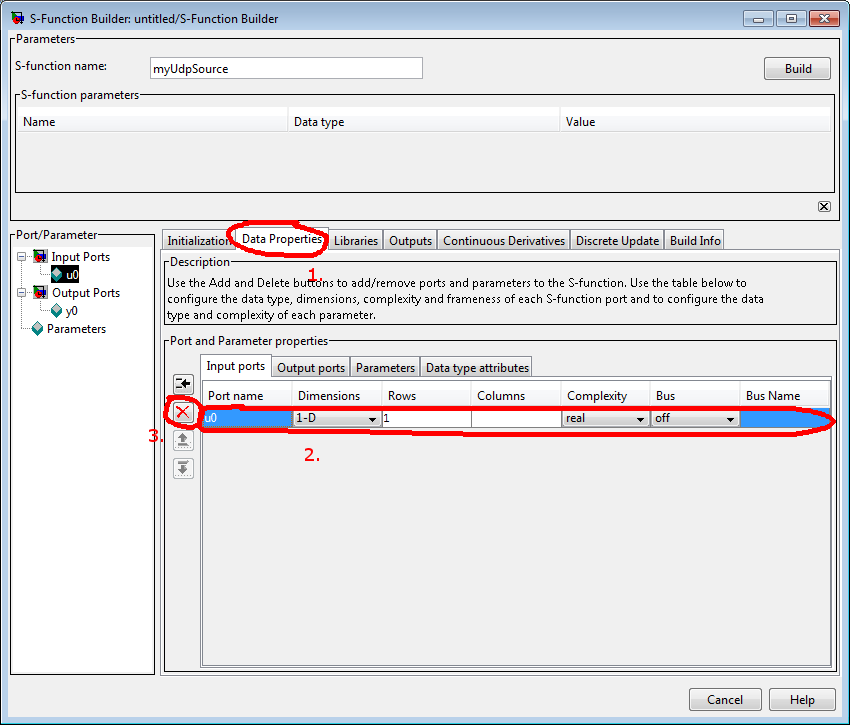 S-Function Builder: untitled/S-Function Builder
Parameters
S-function name: myUdpSource Build
S-function parameters
Name Data type Value
Port/Parameter
Input Ports
u0
Output Ports
y0
Parameters
Initialization Data Properties Libraries Outputs Continuous Derivatives Discrete Update Build Info
1.
Description
Use the Add and Delete buttons to add/remove ports and parameters to the S-function. Use the table below to
configure the data type, dimensions, complexity and frameness of each S-function port and to configure the data
type and complexity of each parameter.
Port and Parameter properties
Input ports Output ports Parameters Data type attributes
Port name Dimensions Rows Columns Complexity Bus Bus Name
u0 1-D 1 real off
3.
2.
Cancel Help